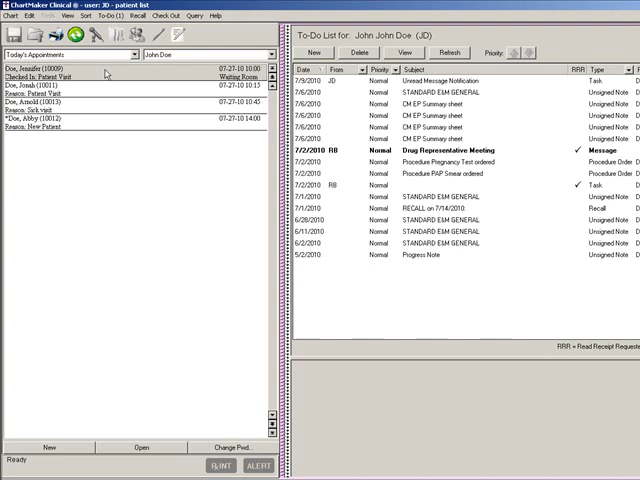 ChartMaker Clinical ® - user: JD - patient list
Chart Edit Tools View Sort To-Do (1) Recall Check Out Query Help
Today's Appointments John Doe
Doe, Jennifer (10009) 07-27-10 10:00
Checked In: Patient Visit Waiting Room
Doe, Jonah (10011) 07-27-10 10:15
Reason: Patient Visit
Doe, Arnold (10013) 07-27-10 10:45
Reason: Sick visit
*Doe, Abby (10012) 07-27-10 14:00
Reason: New Patient
New Open Change Pwd...
Ready
RxINT ALERT
To-Do List for: John John Doe (JD)
New Delete View Refresh Priority:
Date From Priority Subject RRR Type
7/9/2010 JD Normal Unread Message Notification Task D
7/6/2010 Normal STANDARD E&M GENERAL Unsigned Note D
7/6/2010 Normal CM EP Summary sheet Unsigned Note D
7/6/2010 Normal CM EP Summary sheet Unsigned Note D
7/6/2010 Normal CM EP Summary sheet Unsigned Note D
7/6/2010 Normal CM EP Summary sheet Unsigned Note D
7/2/2010 RB Normal Drug Representative Meeting ✓ Message
7/2/2010 Normal Procedure Pregnancy Test ordered Procedure Order D
7/2/2010 Normal Procedure PAP Smear ordered Procedure Order D
7/2/2010 RB Normal ✓ Task D
7/1/2010 Normal STANDARD E&M GENERAL Unsigned Note D
7/1/2010 Normal RECALL on 7/14/2010: Recall D
6/28/2010 Normal STANDARD E&M GENERAL Unsigned Note D
6/11/2010 Normal STANDARD E&M GENERAL Unsigned Note D
6/2/2010 Normal STANDARD E&M GENERAL Unsigned Note D
5/2/2010 Normal Progress Note Unsigned Note D
RRR = Read Receipt Requeste